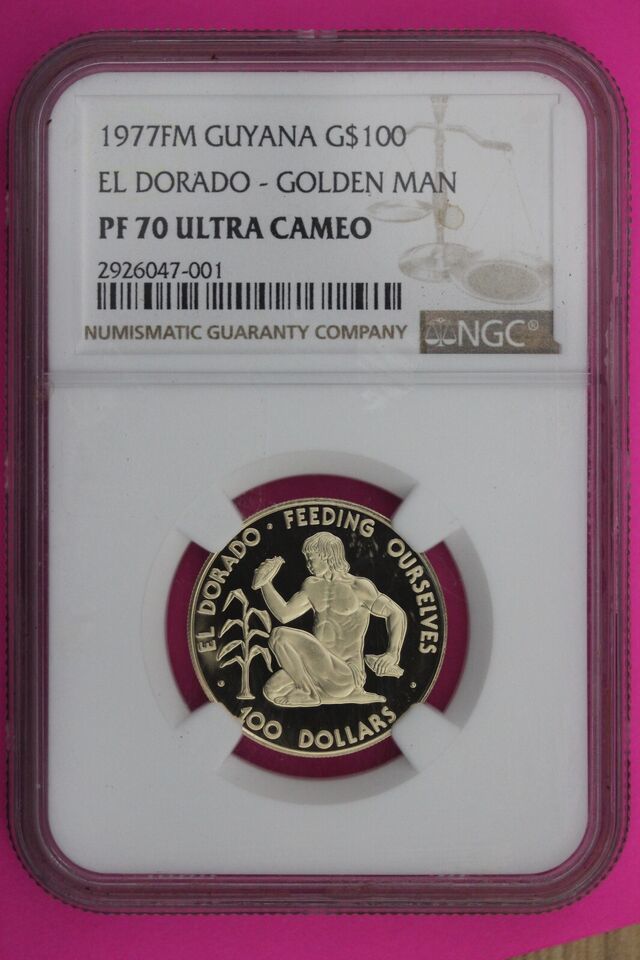 1977FM GUYANA G$100
EL DORADO - GOLDEN MAN
PF 70 ULTRA CAMEO
2926047-001
NUMISMATIC GUARANTY COMPANY
NGC®
EL DORADO · FEEDING OURSELVES
100 DOLLARS